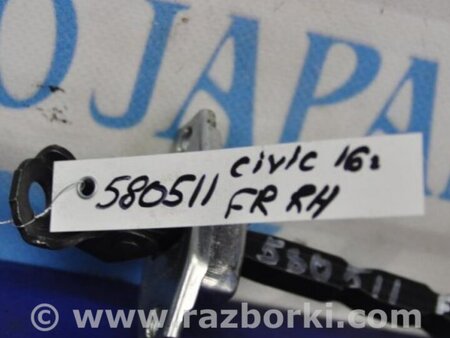 OJAPA
580511 civic 16г
FR RH
580511
www.razborki.com